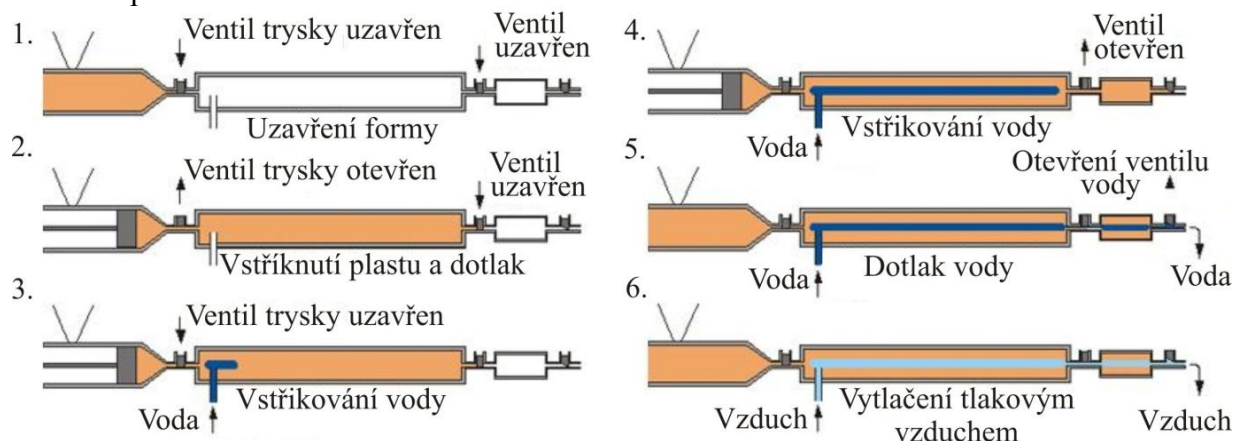 1.
Ventil trysky uzavřen
Ventil
uzavřen
Uzavření formy
2.
Ventil trysky otevřen
Ventil
uzavřen
Vstříknutí plastu a dotlak
3.
Ventil trysky uzavřen
Vstřikování vody
Voda
4.
Ventil
otevřen
Vstřikování vody
Voda
5.
Otevření ventilu
vody
Dotlak vody
Voda
Voda
6.
Vzduch
Vytlačení tlakovým
vzduchem
Vzduch